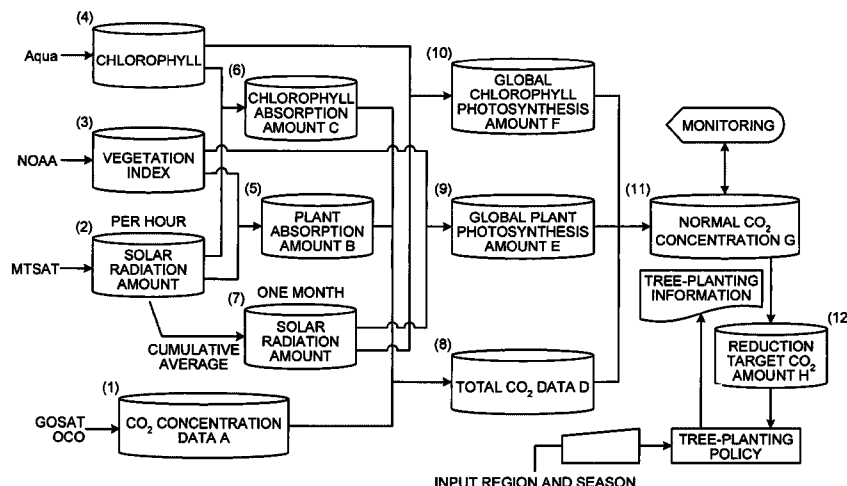 (4)
Aqua
CHLOROPHYLL
(6)
CHLOROPHYLL
ABSORPTION
AMOUNT C
(10)
GLOBAL
CHLOROPHYLL
PHOTOSYNTHESIS
AMOUNT F
MONITORING
(3)
NOAA
VEGETATION
INDEX
(5)
PLANT
ABSORPTION
AMOUNT B
(9)
GLOBAL PLANT
PHOTOSYNTHESIS
AMOUNT E
(11)
NORMAL CO₂
CONCENTRATION G
(2)
PER HOUR
MTSAT
SOLAR
RADIATION
AMOUNT
(7)
ONE MONTH
SOLAR
RADIATION
AMOUNT
CUMULATIVE
AVERAGE
TREE-PLANTING
INFORMATION
(12)
REDUCTION
TARGET CO₂
AMOUNT H
(8)
TOTAL CO₂ DATA D
(1)
GOSAT
OCO
CO₂ CONCENTRATION
DATA A
TREE-PLANTING
POLICY
INPUT REGION AND SEASON